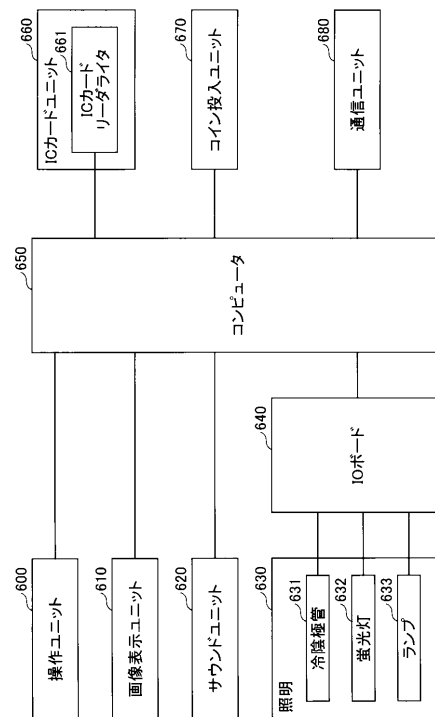 600
操作ユニット
610
画像表示ユニット
620
サウンドユニット
630
照明
631
冷陰極管
632
蛍光灯
633
ランプ
640
IOボード
650
コンピュータ
660
ICカードユニット
661
ICカード
リーダライタ
670
コイン投入ユニット
680
通信ユニット